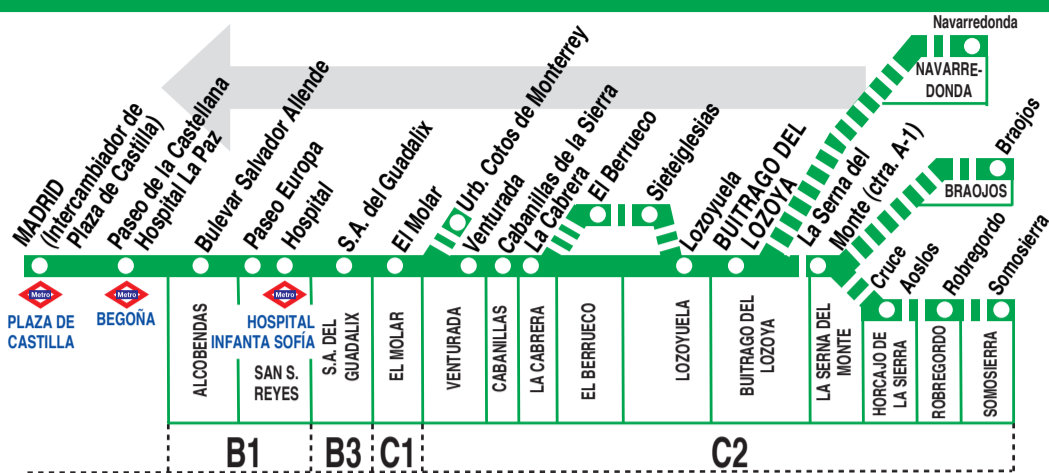 Navarredonda
NAVARRE-
DONDA
MADRID
(Intercambiador de
Plaza de Castilla)
Paseo de la Castellana
Hospital La Paz
Bulevar Salvador Allende
Paseo Europa
Hospital
S.A. del Guadalix
El Molar
Urb. Cotos de Monterrey
Venturada
Cabanillas de la Sierra
La Cabrera
El Berrueco
Sieteiglesias
Lozoyuela
BUITRAGO DEL
LOZOYA
La Serna del
Monte (ctra. A-1)
Braojos
BRAOJOS
Cruce
Aoslos
Robregordo
Somosierra
Metro
PLAZA DE
CASTILLA
Metro
BEGOÑA
Metro
HOSPITAL
INFANTA SOFÍA
ALCOBENDAS
SAN S.
REYES
S.A. DEL
GUADALIX
EL MOLAR
VENTURADA
CABANILLAS
LA CABRERA
EL BERRUECO
LOZOYUELA
BUITRAGO DEL
LOZOYA
LA SERNA DEL
MONTE
HORCAJO DE
LA SIERRA
ROBREGORDO
SOMOSIERRA
B1
B3
C1
C2